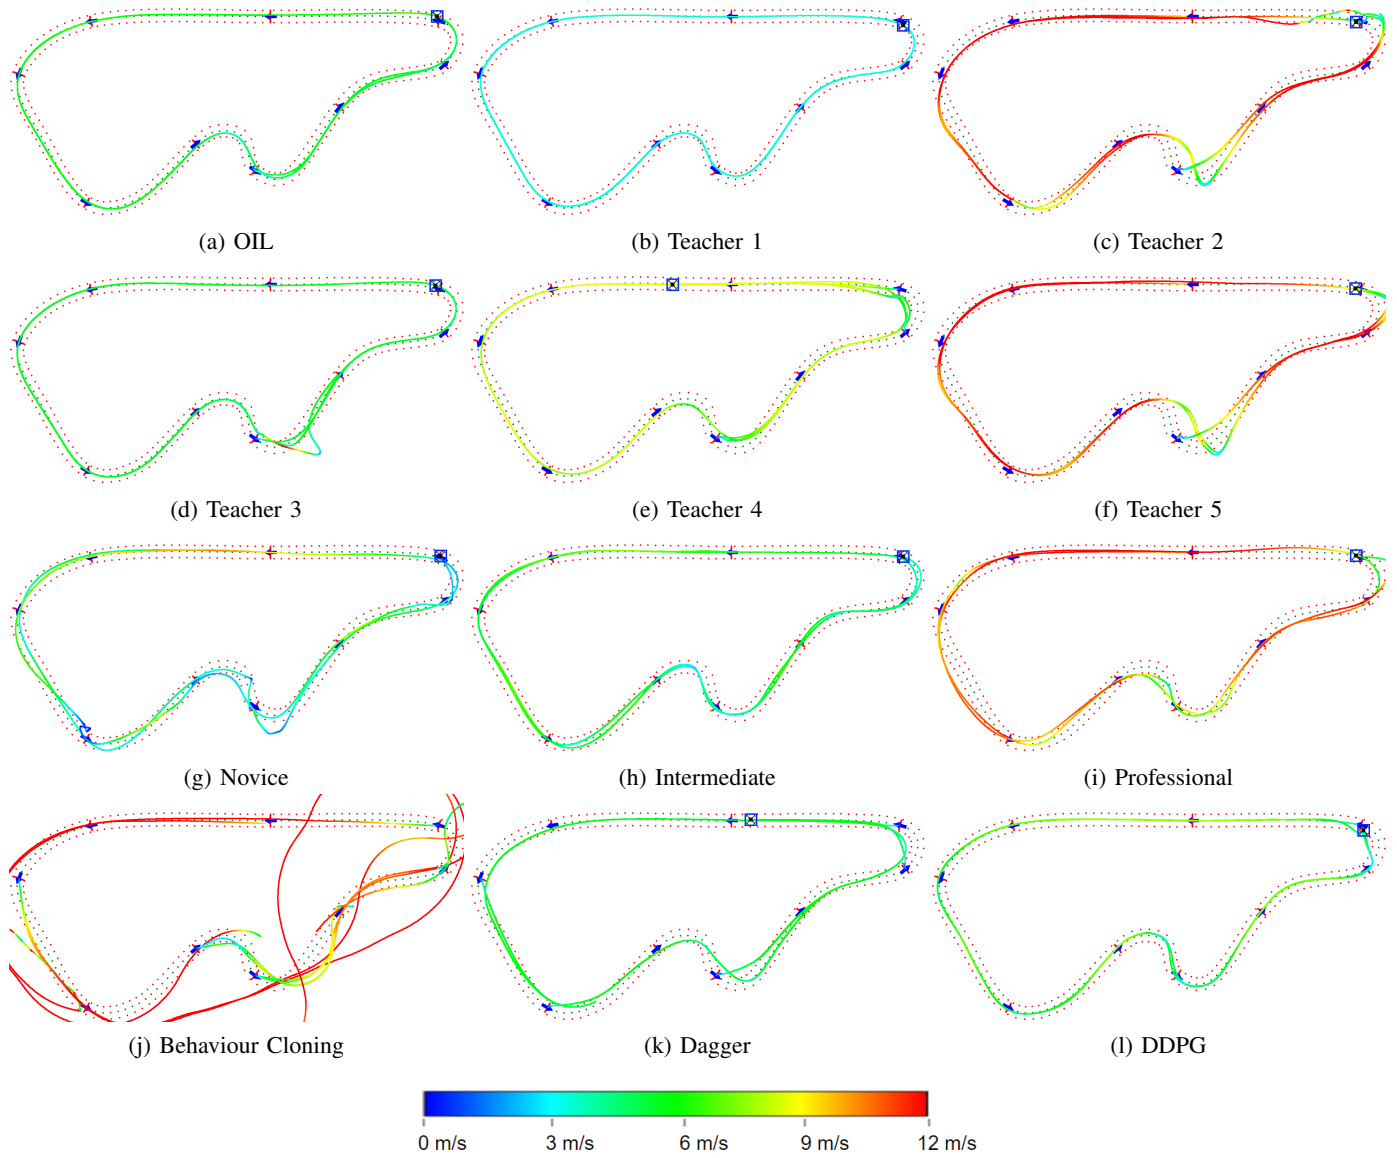 (a) OIL
(b) Teacher 1
(c) Teacher 2
(d) Teacher 3
(e) Teacher 4
(f) Teacher 5
(g) Novice
(h) Intermediate
(i) Professional
(j) Behaviour Cloning
(k) Dagger
(l) DDPG
0 m/s 3 m/s 6 m/s 9 m/s 12 m/s